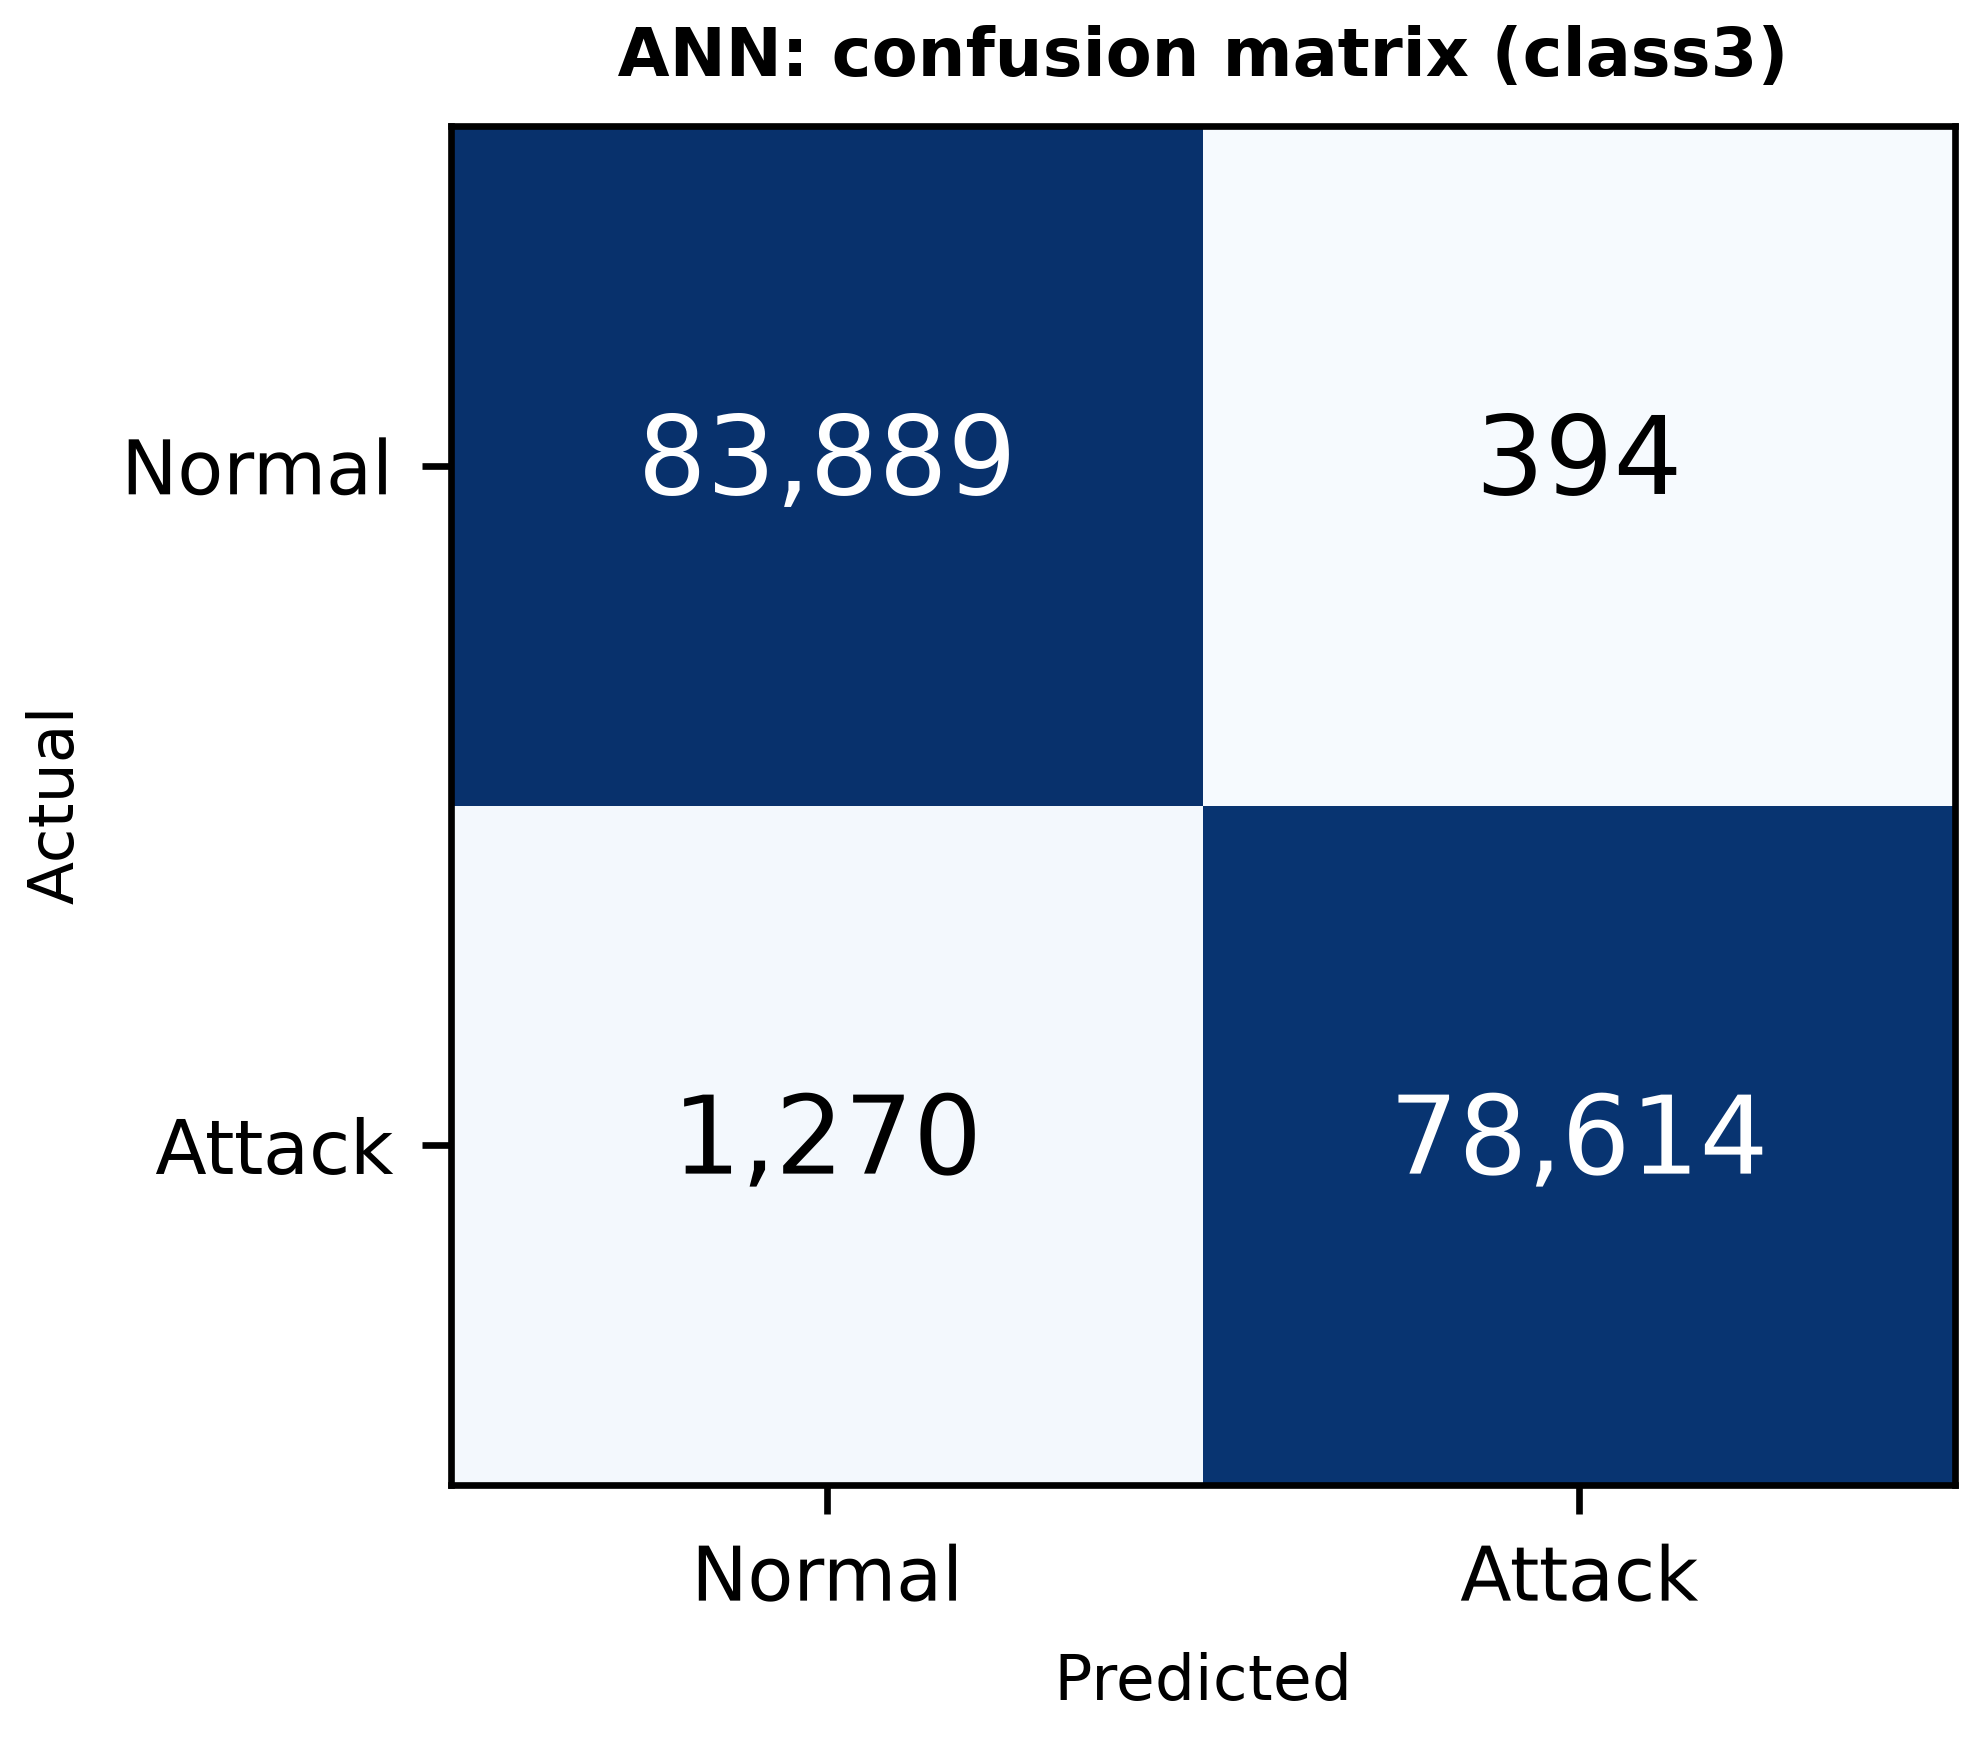 ANN: confusion matrix (class3)
Actual
Normal
83,889
394
Attack
1,270
78,614
Normal
Attack
Predicted